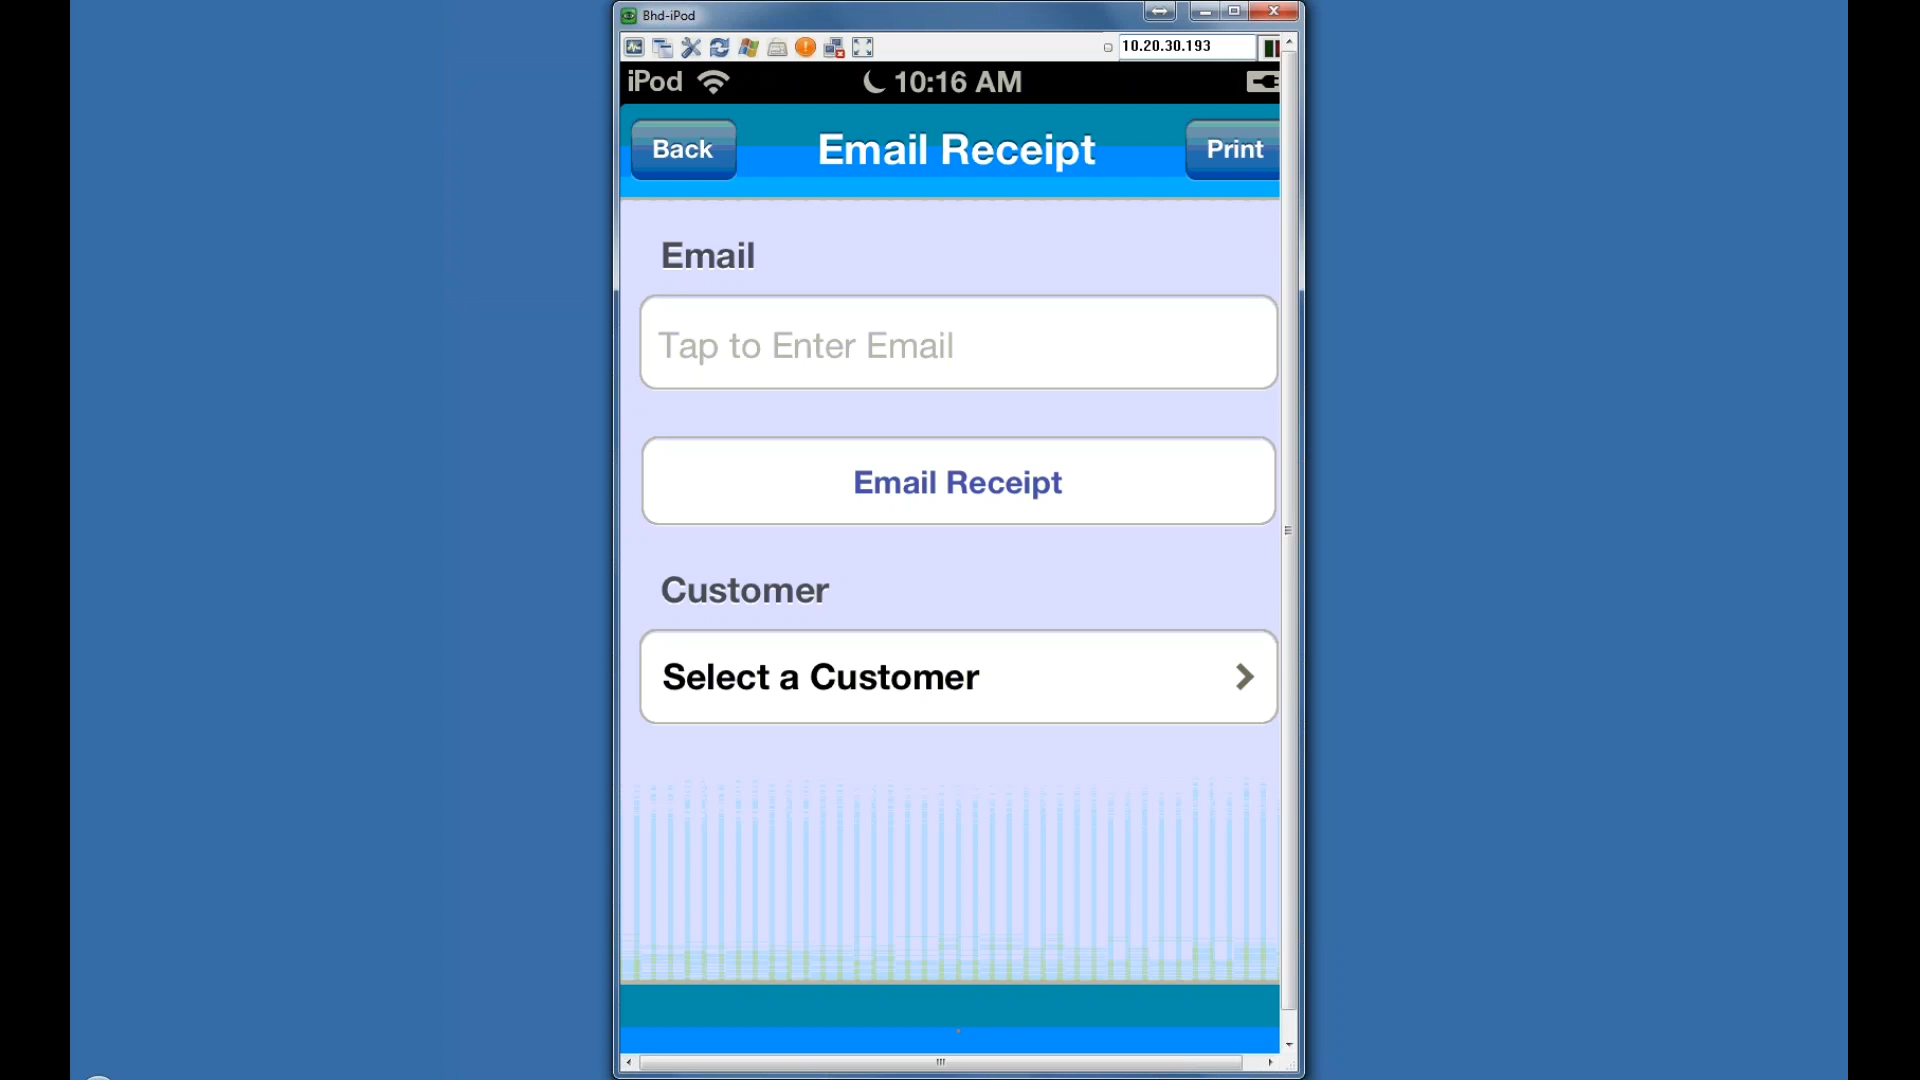 Bhd-iPod
10.20.30.193
iPod 10:16 AM
Back Email Receipt Print
Email
Tap to Enter Email
Email Receipt
Customer
Select a Customer